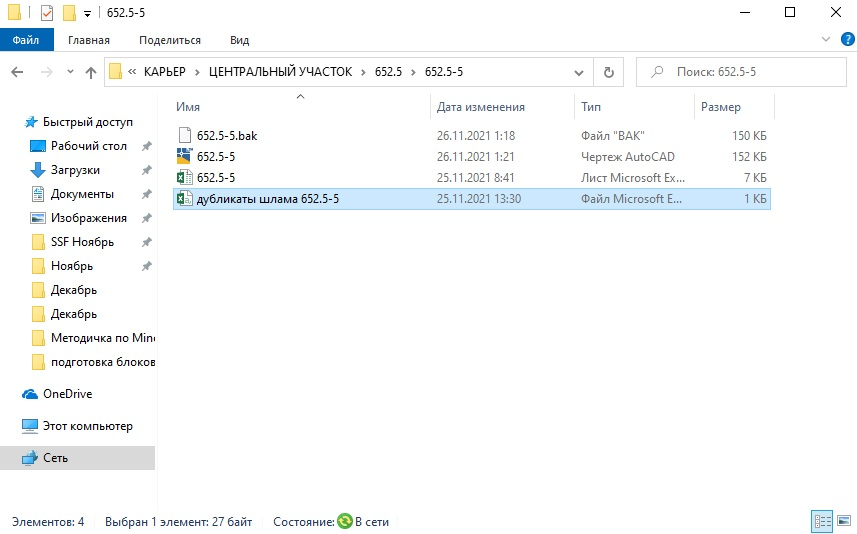 652.5-5
Файл Главная Поделиться Вид
« КАРЬЕР › ЦЕНТРАЛЬНЫЙ УЧАСТОК › 652.5 › 652.5-5
Поиск: 652.5-5
Имя Дата изменения Тип Размер
Быстрый доступ
Рабочий стол
Загрузки
Документы
Изображения
SSF Ноябрь
Ноябрь
Декабрь
Декабрь
Методичка по Mine
подготовка блоков
OneDrive
Этот компьютер
Сеть
652.5-5.bak 26.11.2021 1:18 Файл "BAK" 150 КБ
652.5-5 26.11.2021 1:21 Чертеж AutoCAD 152 КБ
652.5-5 25.11.2021 8:41 Лист Microsoft Ex... 7 КБ
дубликаты шлама 652.5-5 25.11.2021 13:30 Файл Microsoft E... 1 КБ
Элементов: 4 Выбран 1 элемент: 27 байт Состояние: В сети